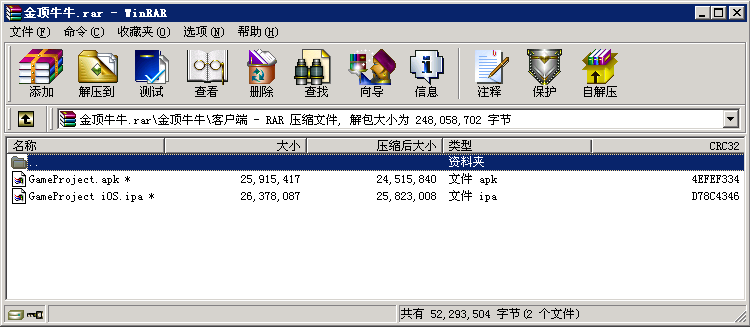 金顶牛牛.rar - WinRAR
文件(F) 命令(C) 收藏夹(O) 选项(N) 帮助(H)
添加 解压到 测试 查看 删除 查找 向导 信息 注释 保护 自解压
金顶牛牛.rar\金顶牛牛\客户端 - RAR 压缩文件, 解包大小为 248,058,702 字节
名称 大小 压缩后大小 类型 CRC32
.. 资料夹
GameProject.apk * 25,915,417 24,515,840 文件 apk 4EFEF334
GameProject iOS.ipa * 26,378,087 25,823,008 文件 ipa D78C4346
共有 52,293,504 字节(2 个文件)